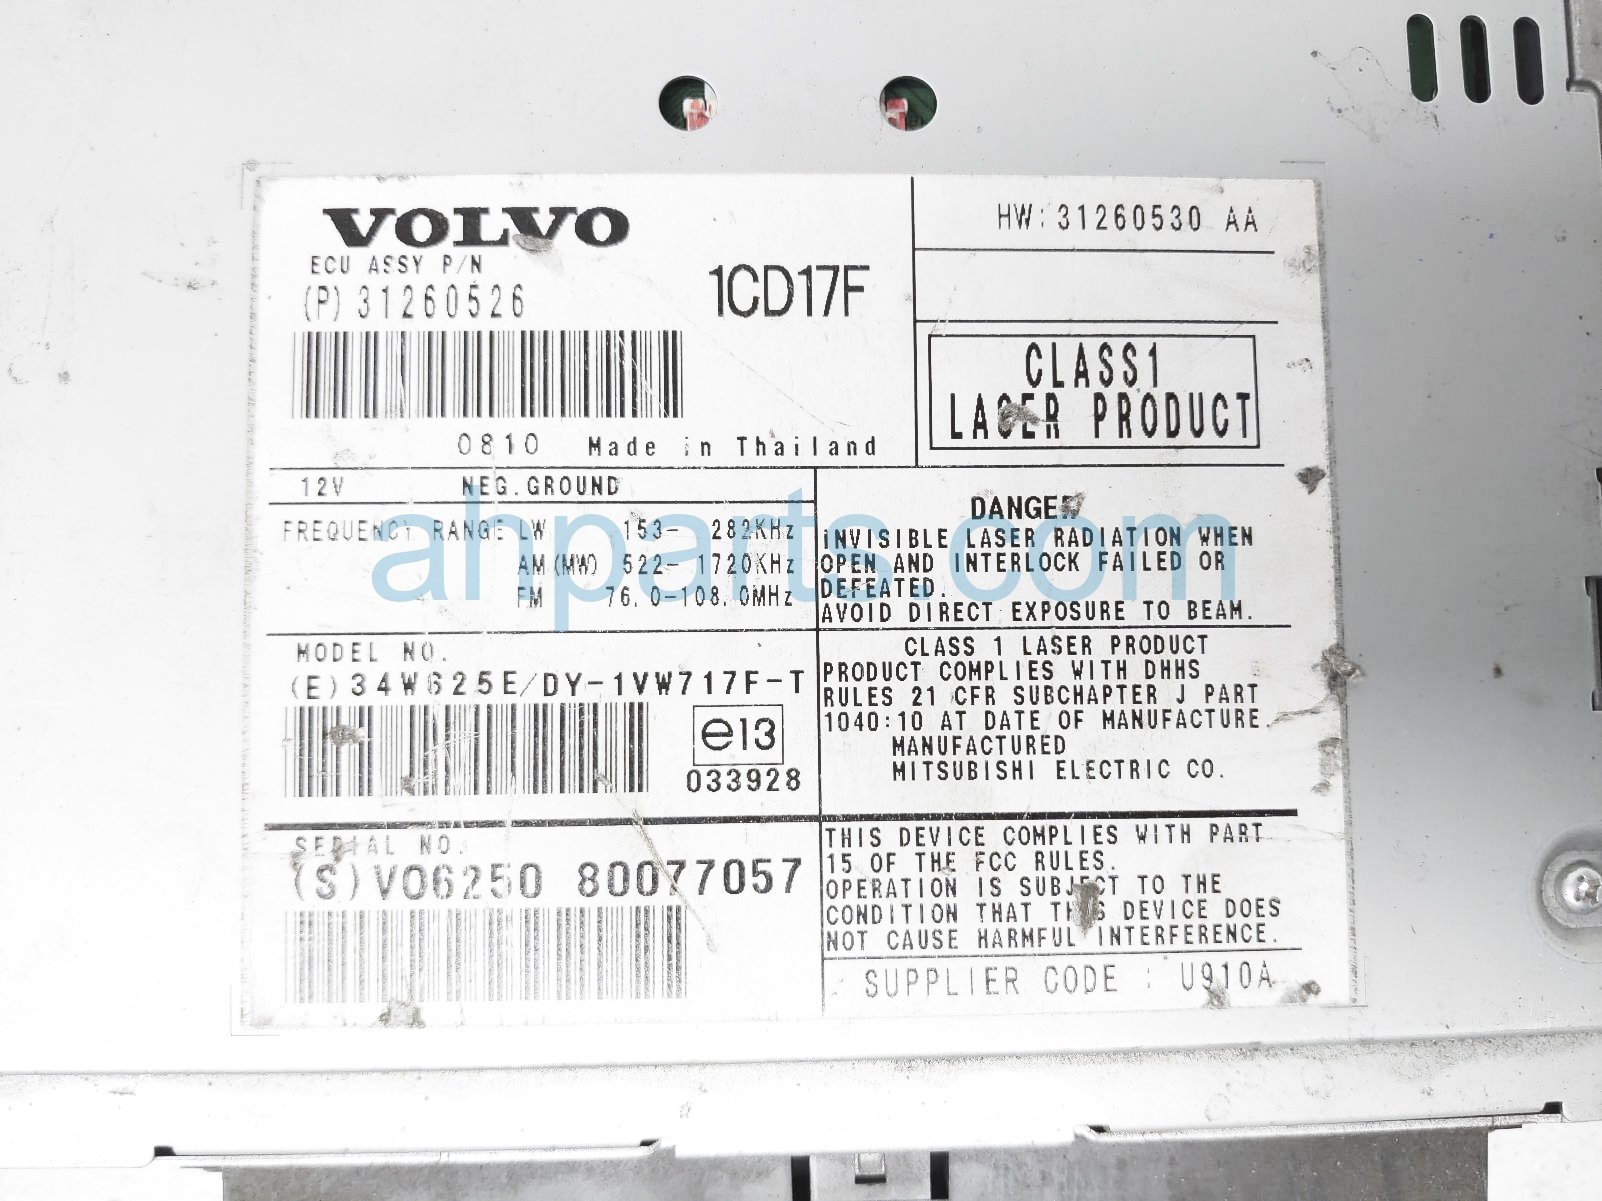 VOLVO
ECU ASSY P/N
(P) 31260526
1CD17F
0810 Made in Thailand
HW: 31260530 AA
CLASS1
LASER PRODUCT
12V NEG. GROUND
FREQUENCY RANGE LW 153- 282KHz
AM (MW) 522- 1720KHz
FM 76.0-108.0MHz
DANGER
INVISIBLE LASER RADIATION WHEN
OPEN AND INTERLOCK FAILED OR
DEFEATED.
AVOID DIRECT EXPOSURE TO BEAM.
MODEL NO.
(E) 34W625E/DY-1VW717F-T
e13
033928
CLASS 1 LASER PRODUCT
PRODUCT COMPLIES WITH DHHS
RULES 21 CFR SUBCHAPTER J PART
1040:10 AT DATE OF MANUFACTURE.
MANUFACTURED
MITSUBISHI ELECTRIC CO.
SERIAL NO.
(S) VO6250 80077057
THIS DEVICE COMPLIES WITH PART
15 OF THE FCC RULES.
OPERATION IS SUBJECT TO THE
CONDITION THAT THIS DEVICE DOES
NOT CAUSE HARMFUL INTERFERENCE.
SUPPLIER CODE : U910A
ahparts.com